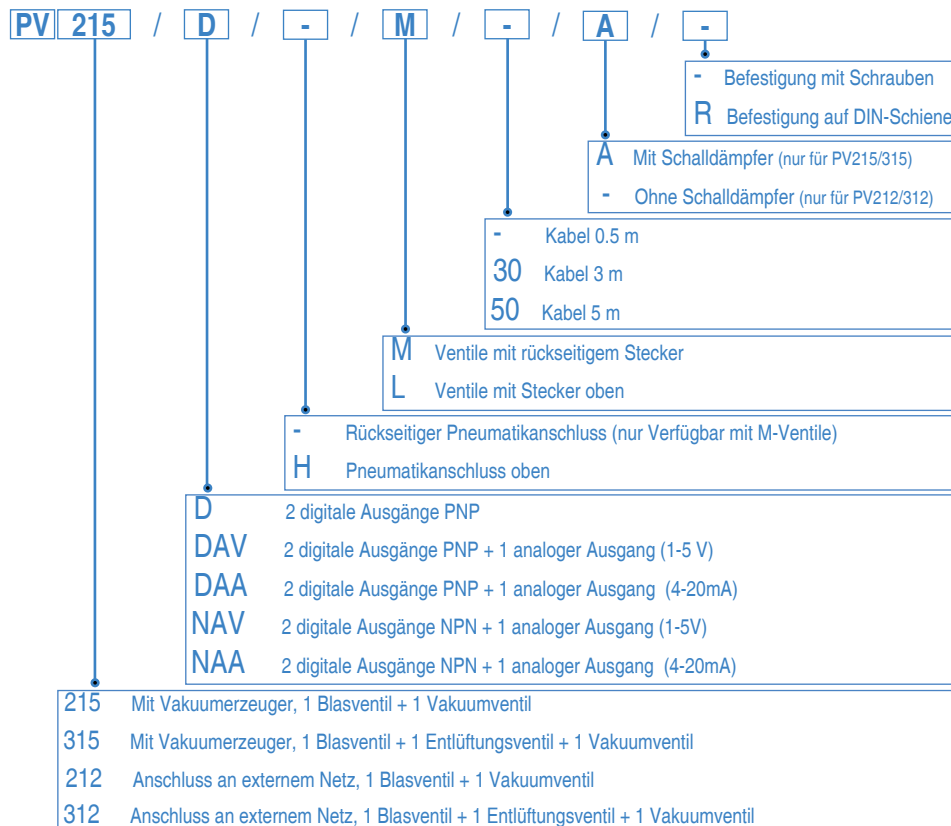 PV 215 / D / - / M / - / A / -
- Befestigung mit Schrauben
R Befestigung auf DIN-Schiene
A Mit Schalldämpfer (nur für PV215/315)
- Ohne Schalldämpfer (nur für PV212/312)
- Kabel 0.5 m
30 Kabel 3 m
50 Kabel 5 m
M Ventile mit rückseitigem Stecker
L Ventile mit Stecker oben
- Rückseitiger Pneumatikanschluss (nur Verfügbar mit M-Ventile)
H Pneumatikanschluss oben
D 2 digitale Ausgänge PNP
DAV 2 digitale Ausgänge PNP + 1 analoger Ausgang (1-5 V)
DAA 2 digitale Ausgänge PNP + 1 analoger Ausgang (4-20mA)
NAV 2 digitale Ausgänge NPN + 1 analoger Ausgang (1-5V)
NAA 2 digitale Ausgänge NPN + 1 analoger Ausgang (4-20mA)
215 Mit Vakuumerzeuger, 1 Blasventil + 1 Vakuumventil
315 Mit Vakuumerzeuger, 1 Blasventil + 1 Entlüftungsventil + 1 Vakuumventil
212 Anschluss an externem Netz, 1 Blasventil + 1 Vakuumventil
312 Anschluss an externem Netz, 1 Blasventil + 1 Entlüftungsventil + 1 Vakuumventil